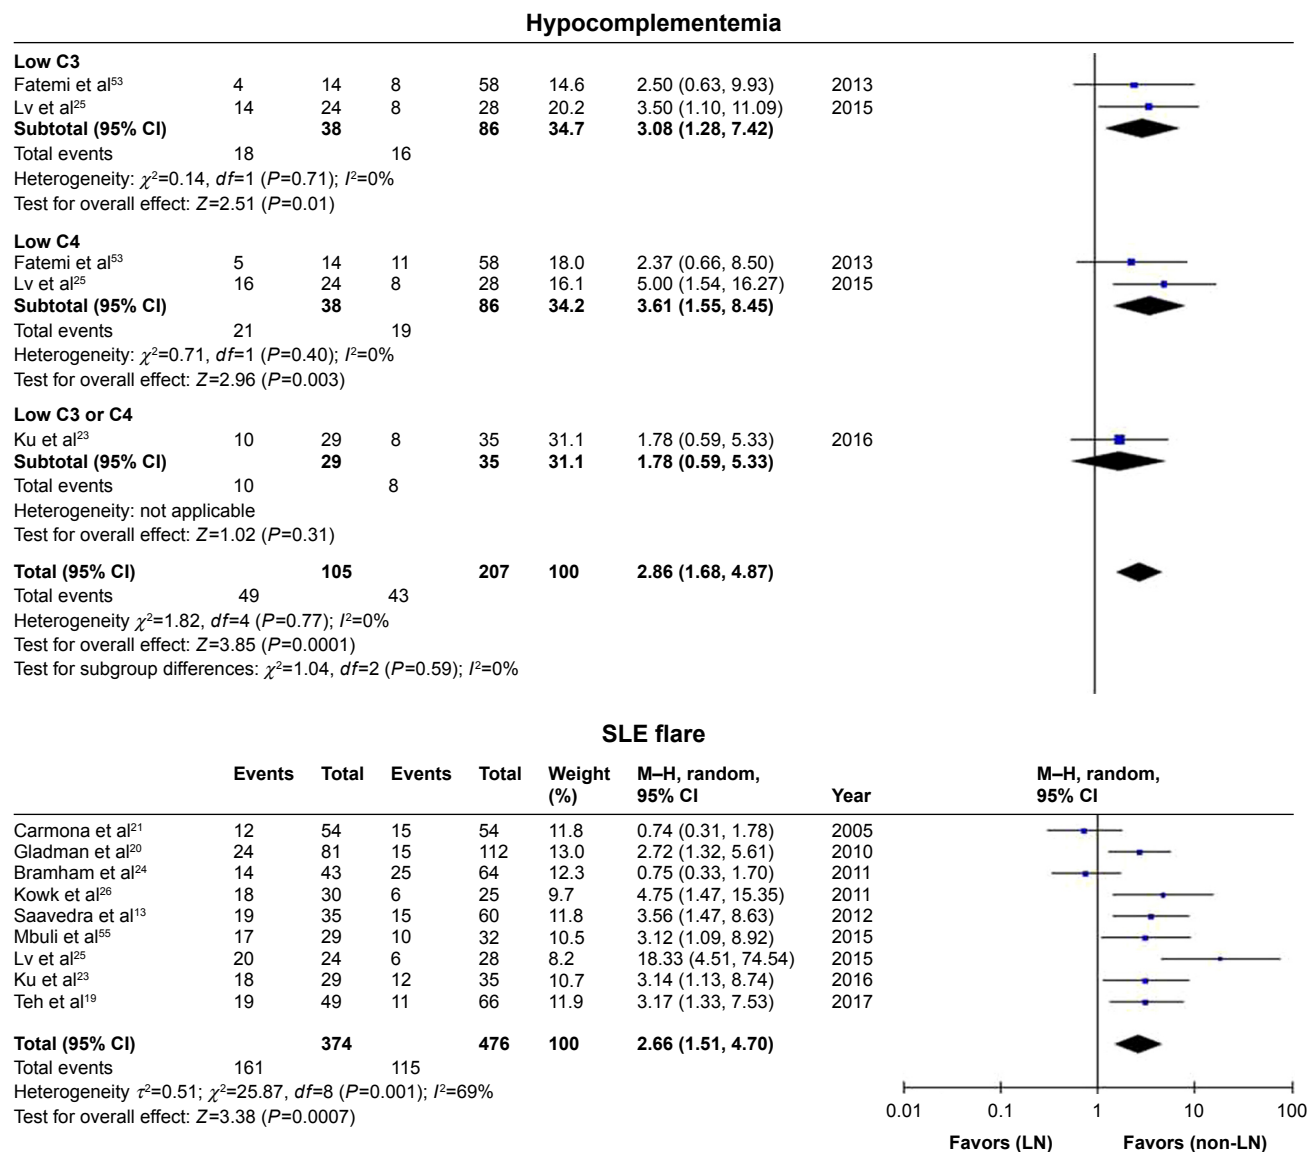 Hypocomplementemia
Low C3
Fatemi et al53 4 14 8 58 14.6 2.50 (0.63, 9.93) 2013
Lv et al25 14 24 8 28 20.2 3.50 (1.10, 11.09) 2015
Subtotal (95% CI) 38 86 34.7 3.08 (1.28, 7.42)
Total events 18 16
Heterogeneity: χ2=0.14, df=1 (P=0.71); I2=0%
Test for overall effect: Z=2.51 (P=0.01)
Low C4
Fatemi et al53 5 14 11 58 18.0 2.37 (0.66, 8.50) 2013
Lv et al25 16 24 8 28 16.1 5.00 (1.54, 16.27) 2015
Subtotal (95% CI) 38 86 34.2 3.61 (1.55, 8.45)
Total events 21 19
Heterogeneity: χ2=0.71, df=1 (P=0.40); I2=0%
Test for overall effect: Z=2.96 (P=0.003)
Low C3 or C4
Ku et al23 10 29 8 35 31.1 1.78 (0.59, 5.33) 2016
Subtotal (95% CI) 29 35 31.1 1.78 (0.59, 5.33)
Total events 10 8
Heterogeneity: not applicable
Test for overall effect: Z=1.02 (P=0.31)
Total (95% CI) 105 207 100 2.86 (1.68, 4.87)
Total events 49 43
Heterogeneity χ2=1.82, df=4 (P=0.77); I2=0%
Test for overall effect: Z=3.85 (P=0.0001)
Test for subgroup differences: χ2=1.04, df=2 (P=0.59); I2=0%
SLE flare
Events Total Events Total Weight M–H, random, M–H, random,
(%) 95% CI Year 95% CI
Carmona et al21 12 54 15 54 11.8 0.74 (0.31, 1.78) 2005
Gladman et al20 24 81 15 112 13.0 2.72 (1.32, 5.61) 2010
Bramham et al24 14 43 25 64 12.3 0.75 (0.33, 1.70) 2011
Kowk et al26 18 30 6 25 9.7 4.75 (1.47, 15.35) 2011
Saavedra et al13 19 35 15 60 11.8 3.56 (1.47, 8.63) 2012
Mbuli et al55 17 29 10 32 10.5 3.12 (1.09, 8.92) 2015
Lv et al25 20 24 6 28 8.2 18.33 (4.51, 74.54) 2015
Ku et al23 18 29 12 35 10.7 3.14 (1.13, 8.74) 2016
Teh et al19 19 49 11 66 11.9 3.17 (1.33, 7.53) 2017
Total (95% CI) 374 476 100 2.66 (1.51, 4.70)
Total events 161 115
Heterogeneity τ2=0.51; χ2=25.87, df=8 (P=0.001); I2=69%
Test for overall effect: Z=3.38 (P=0.0007)
0.01 0.1 1 10 100
Favors (LN) Favors (non-LN)